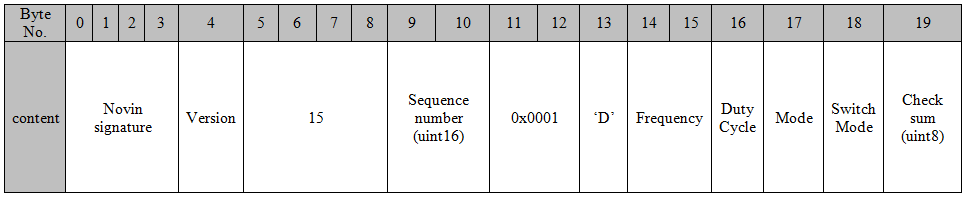 Byte No. 0 1 2 3 4 5 6 7 8 9 10 11 12 13 14 15 16 17 18 19
content Novin signature Version 15 Sequence number (uint16) 0x0001 ‘D’ Frequency Duty Cycle Mode Switch Mode Check sum (uint8)